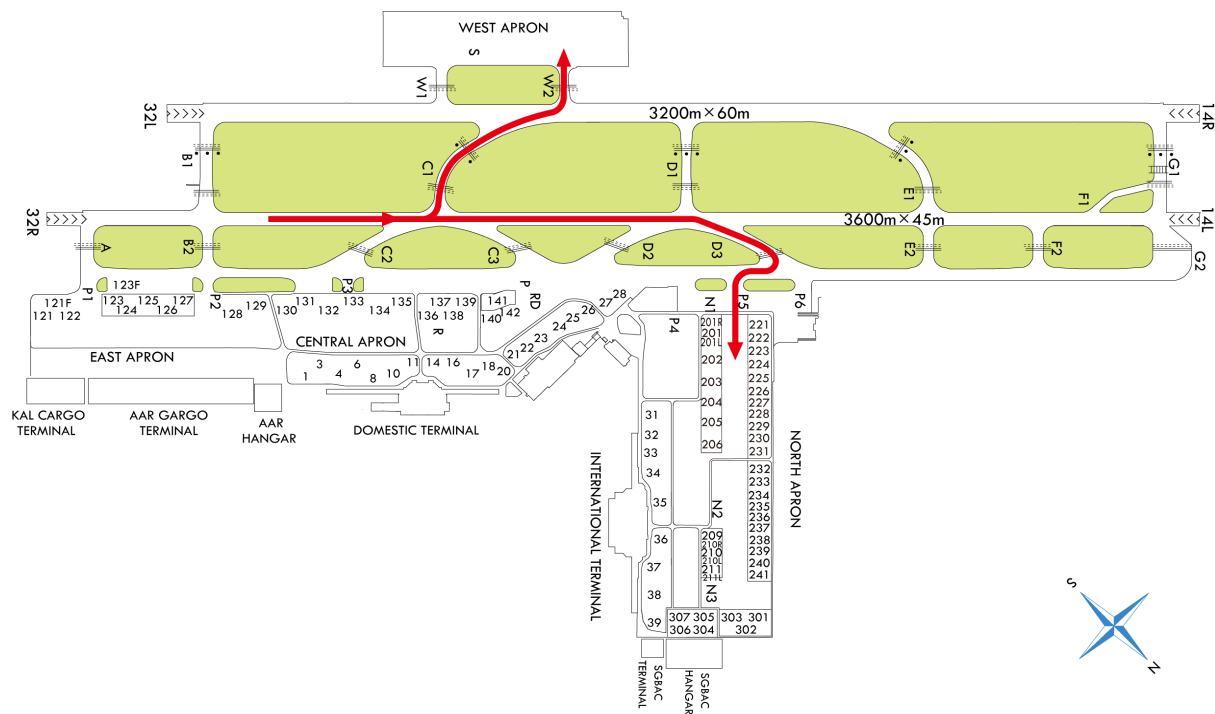 WEST APRON
S
W1
W2
32L
3200m×60m
14R
B1
C1
D1
E1
F1
G1
32R
3600m×45m
14L
A
B2
C2
C3
D2
D3
E2
F2
G2
P1
P2
P3
P
RD
N1
P5
P6
P4
R
123F
121F
121 122
123 125 127
124 126
128 129
130 131 132 133 134 135
136 137 138 139
140 141 142
EAST APRON
CENTRAL APRON
1 3 4 6 8 10 11
14 16 17 18 20
21 22 23 24 25 26
27 28
KAL CARGO
TERMINAL
AAR GARGO
TERMINAL
AAR
HANGAR
DOMESTIC TERMINAL
INTERNATIONAL TERMINAL
NORTH APRON
31
32
33
34
35
36
37
38
39
201R
201
201L
202
203
204
205
206
N2
209
210R
210
210L
211
211L
N3
221
222
223
224
225
226
227
228
229
230
231
232
233
234
235
236
237
238
239
240
241
307 305 303 301
306 304 302
SGBAC
TERMINAL
SGBAC
HANGAR
S
N